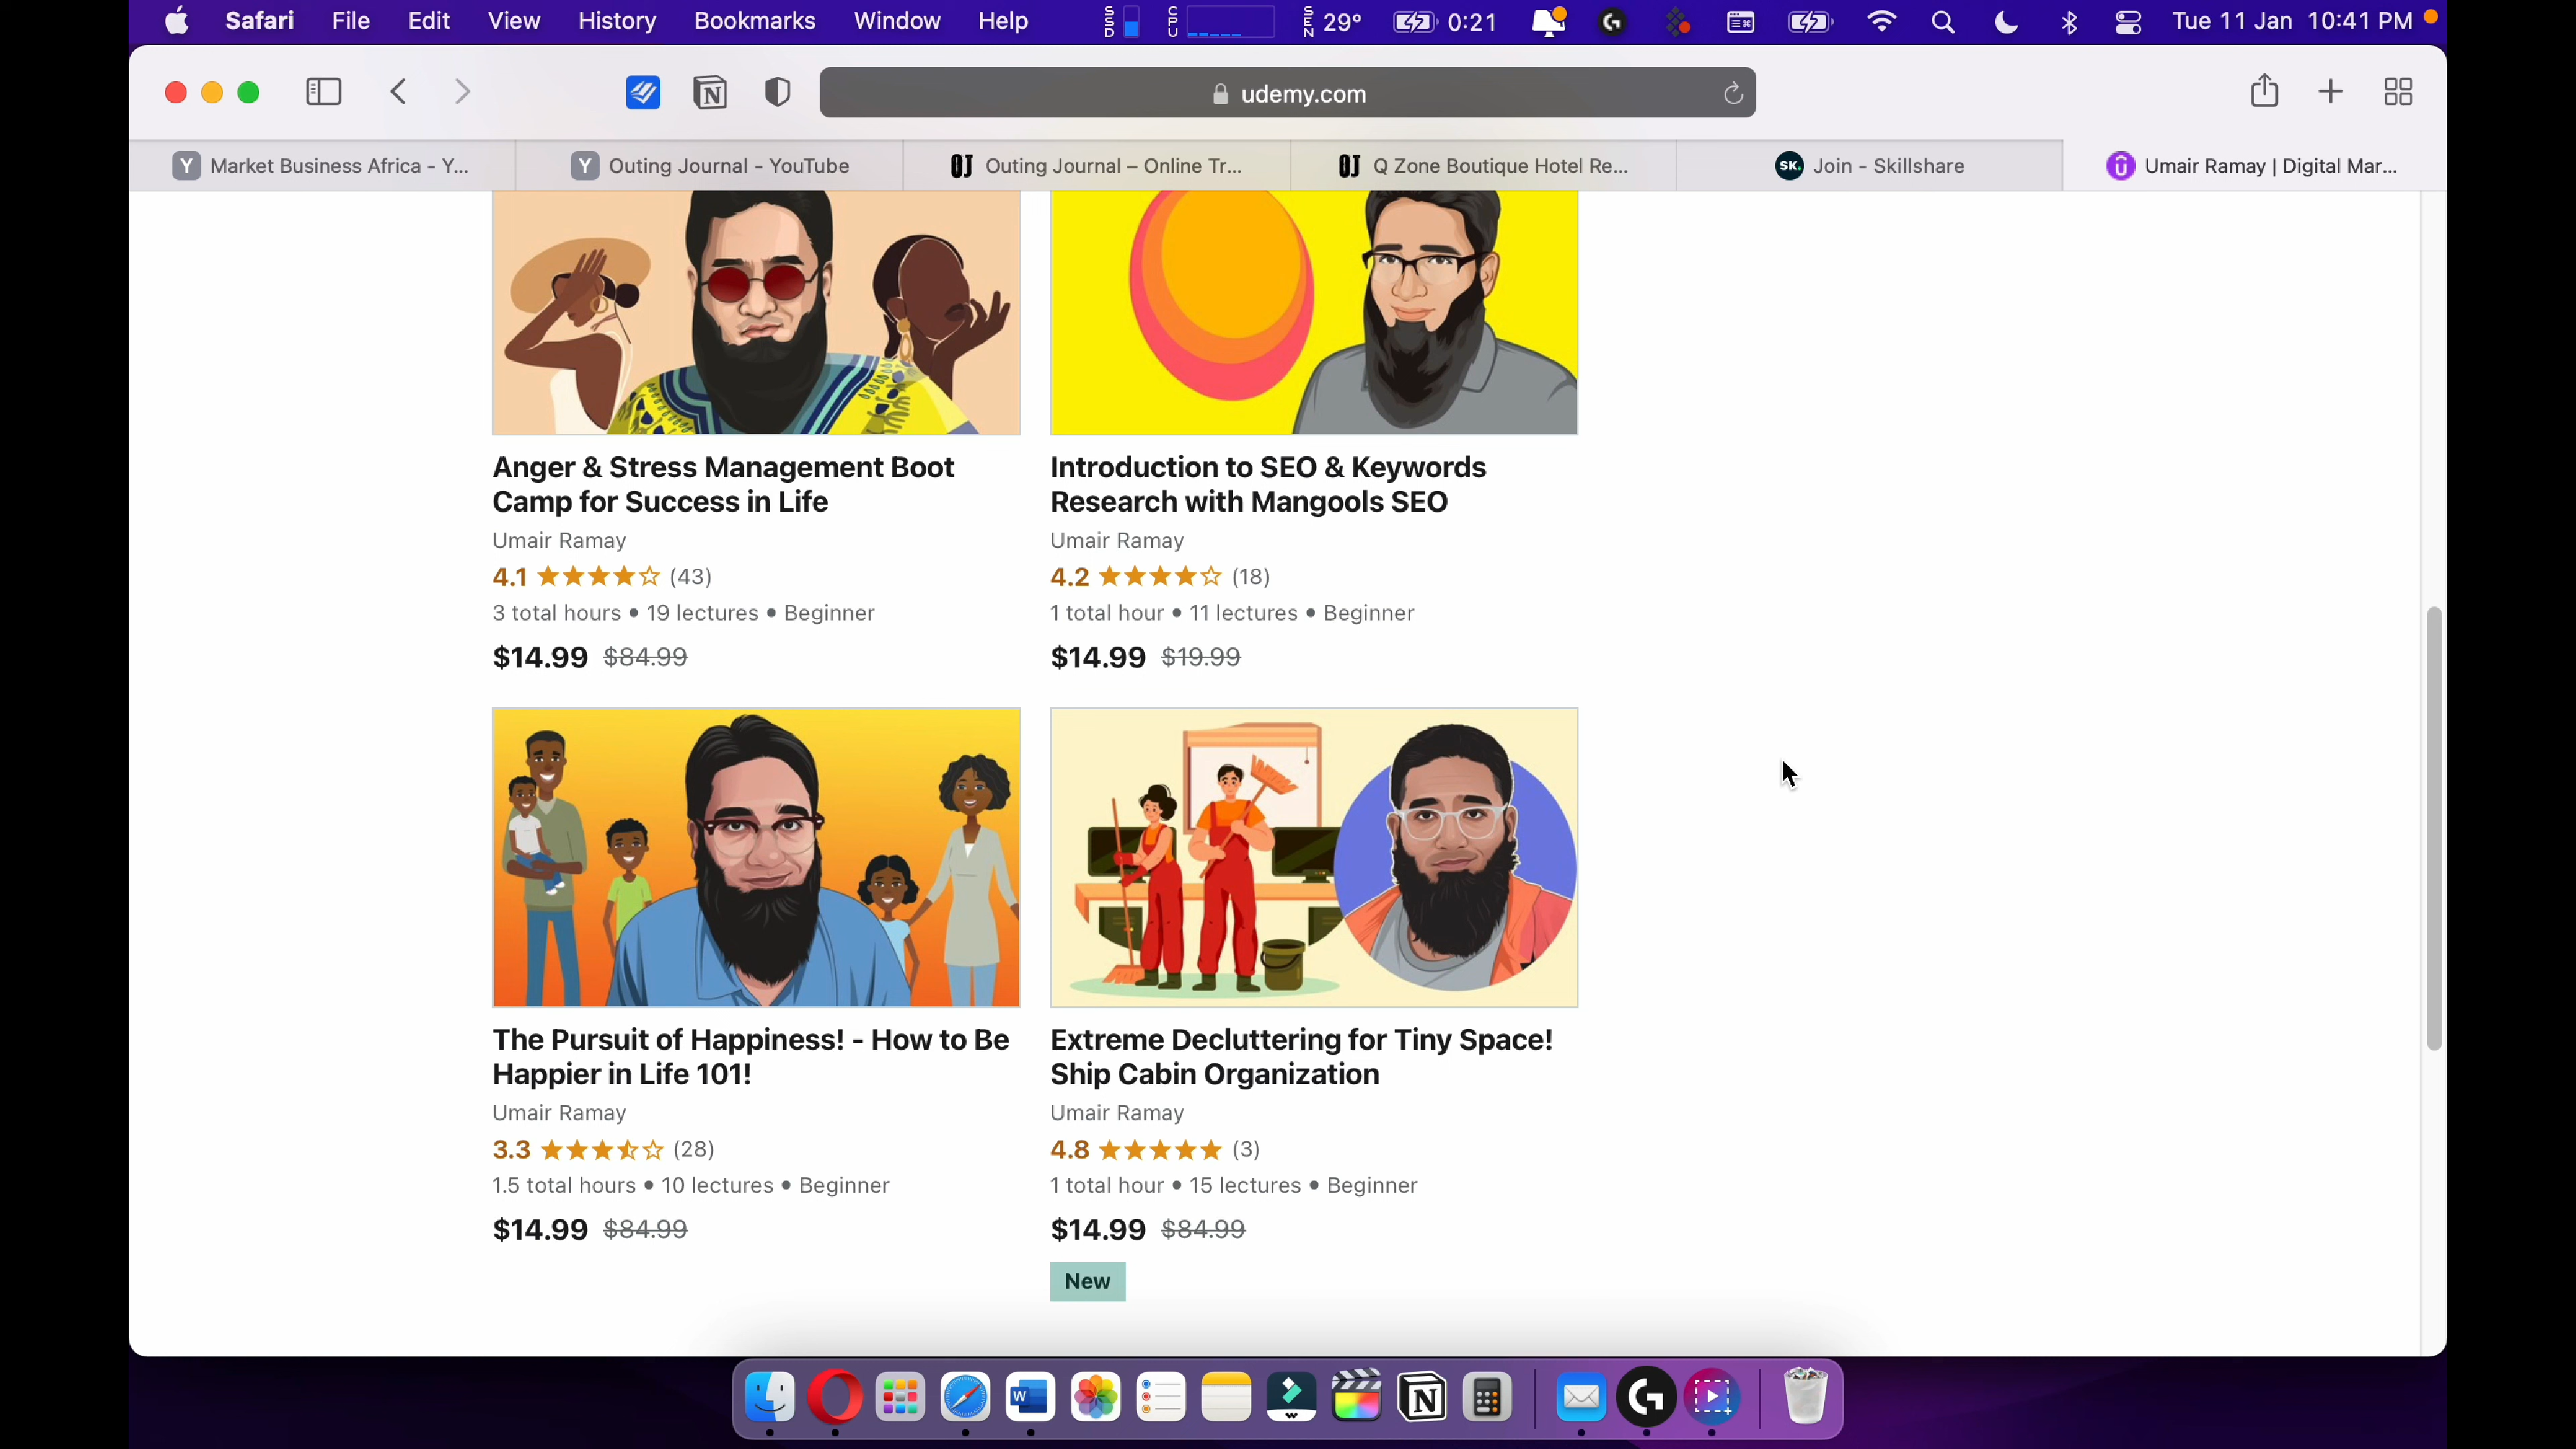 Safari File Edit View History Bookmarks Window Help SSD CPU SEN 29° 0:21 Tue 11 Jan 10:41 PM
udemy.com
Y Market Business Africa - Y... Y Outing Journal - YouTube OJ Outing Journal – Online Tr... OJ Q Zone Boutique Hotel Re... SK. Join - Skillshare Umair Ramay | Digital Mar...
Anger & Stress Management Boot
Camp for Success in Life
Umair Ramay
4.1 (43)
3 total hours • 19 lectures • Beginner
$14.99 $84.99
Introduction to SEO & Keywords
Research with Mangools SEO
Umair Ramay
4.2 (18)
1 total hour • 11 lectures • Beginner
$14.99 $19.99
The Pursuit of Happiness! - How to Be
Happier in Life 101!
Umair Ramay
3.3 (28)
1.5 total hours • 10 lectures • Beginner
$14.99 $84.99
Extreme Decluttering for Tiny Space!
Ship Cabin Organization
Umair Ramay
4.8 (3)
1 total hour • 15 lectures • Beginner
$14.99 $84.99
New